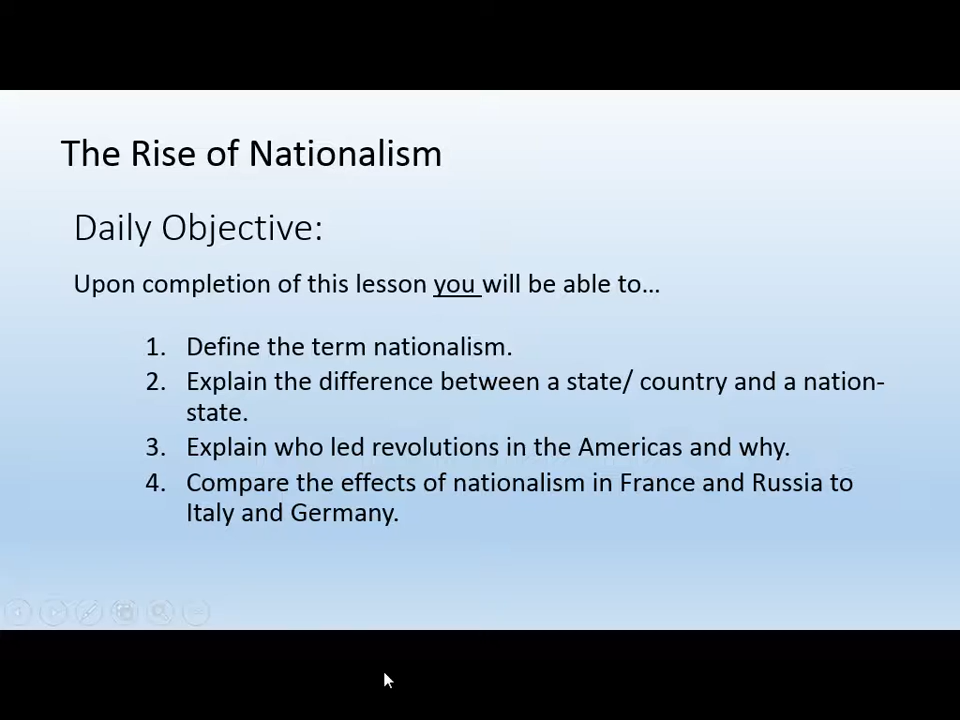 The Rise of Nationalism
Daily Objective:
Upon completion of this lesson you will be able to…
1. Define the term nationalism.
2. Explain the difference between a state/ country and a nation-
state.
3. Explain who led revolutions in the Americas and why.
4. Compare the effects of nationalism in France and Russia to
Italy and Germany.